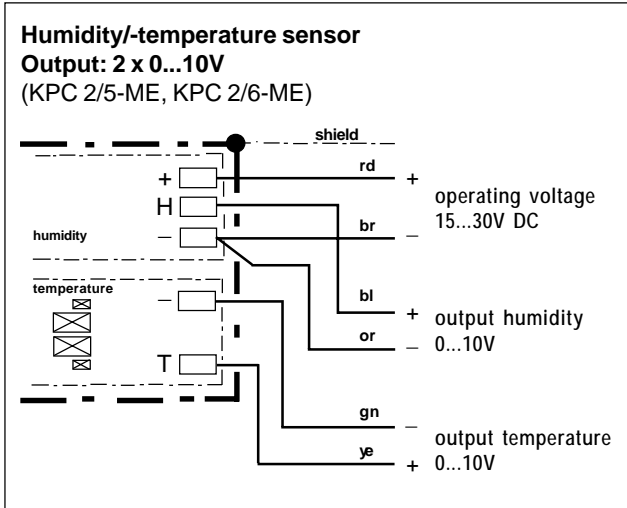 Humidity/-temperature sensor
Output: 2 x 0...10V
(KPC 2/5-ME, KPC 2/6-ME)
shield
rd
+ +
operating voltage
H
15...30V DC
humidity – br –
temperature
– bl +
output humidity
or –
0...10V
T
gn –
output temperature
ye + 0...10V